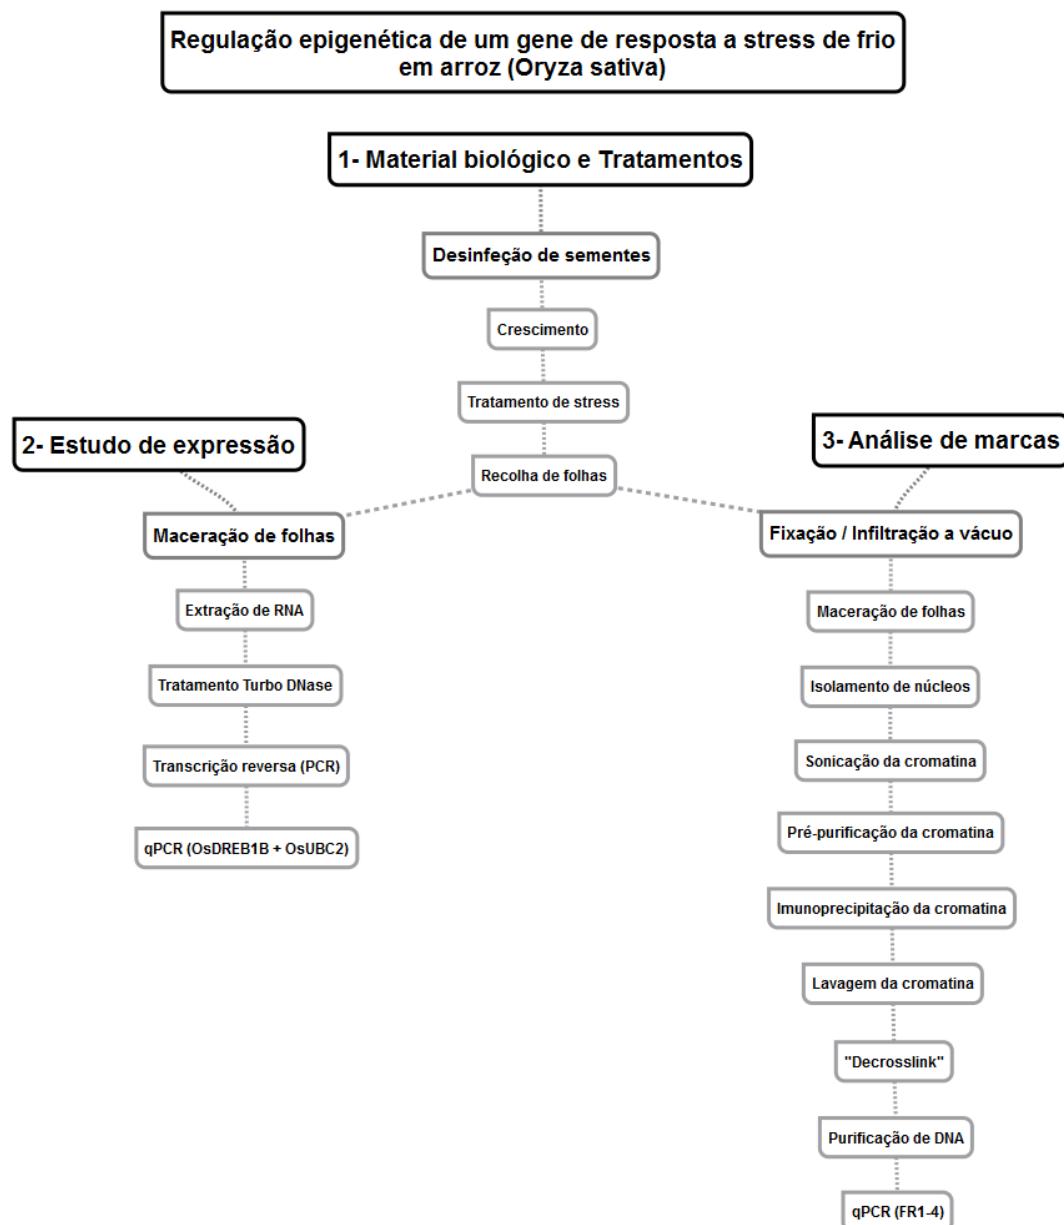 Regulação epigenética de um gene de resposta a stress de frio
em arroz (Oryza sativa)
1- Material biológico e Tratamentos
Desinfeção de sementes
Crescimento
Tratamento de stress
Recolha de folhas
2- Estudo de expressão
Maceração de folhas
Extração de RNA
Tratamento Turbo DNase
Transcrição reversa (PCR)
qPCR (OsDREB1B + OsUBC2)
3- Análise de marcas
Fixação / Infiltração a vácuo
Maceração de folhas
Isolamento de núcleos
Sonicação da cromatina
Pré-purificação da cromatina
Imunoprecipitação da cromatina
Lavagem da cromatina
"Decrosslink"
Purificação de DNA
qPCR (FR1-4)